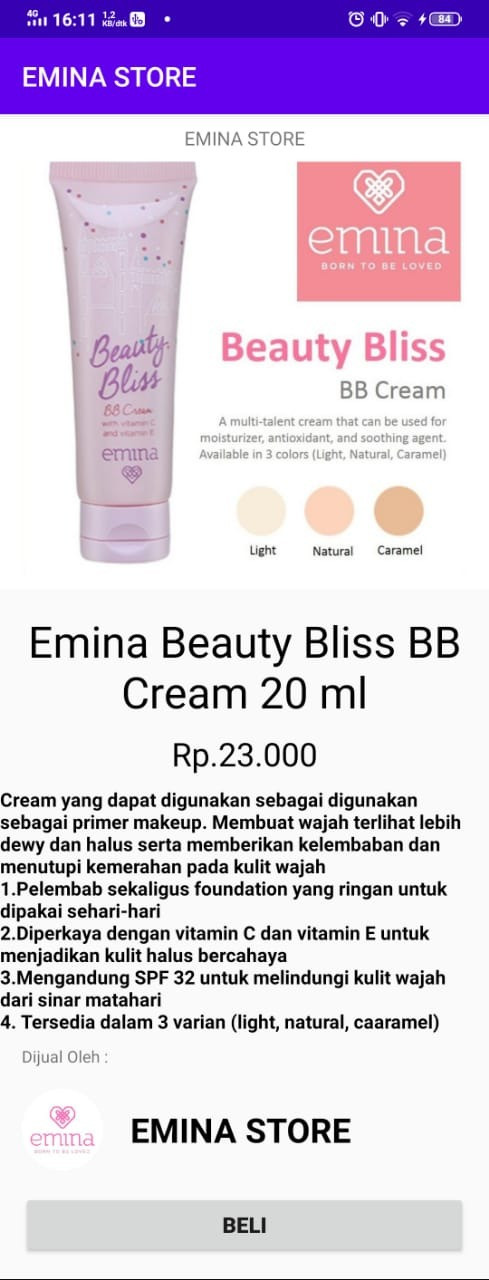 4G 16:11 1,2 KB/dtk 84
EMINA STORE
EMINA STORE
emina
BORN TO BE LOVED
Beauty
Bliss
BB Cream
with vitamin C
and vitamin E
emina
Beauty Bliss
BB Cream
A multi-talent cream that can be used for
moisturizer, antioxidant, and soothing agent.
Available in 3 colors (Light, Natural, Caramel)
Light Natural Caramel
Emina Beauty Bliss BB
Cream 20 ml
Rp.23.000
Cream yang dapat digunakan sebagai digunakan
sebagai primer makeup. Membuat wajah terlihat lebih
dewy dan halus serta memberikan kelembaban dan
menutupi kemerahan pada kulit wajah
1.Pelembab sekaligus foundation yang ringan untuk
dipakai sehari-hari
2.Diperkaya dengan vitamin C dan vitamin E untuk
menjadikan kulit halus bercahaya
3.Mengandung SPF 32 untuk melindungi kulit wajah
dari sinar matahari
4. Tersedia dalam 3 varian (light, natural, caaramel)
Dijual Oleh :
emina
BORN TO BE LOVED
EMINA STORE
BELI